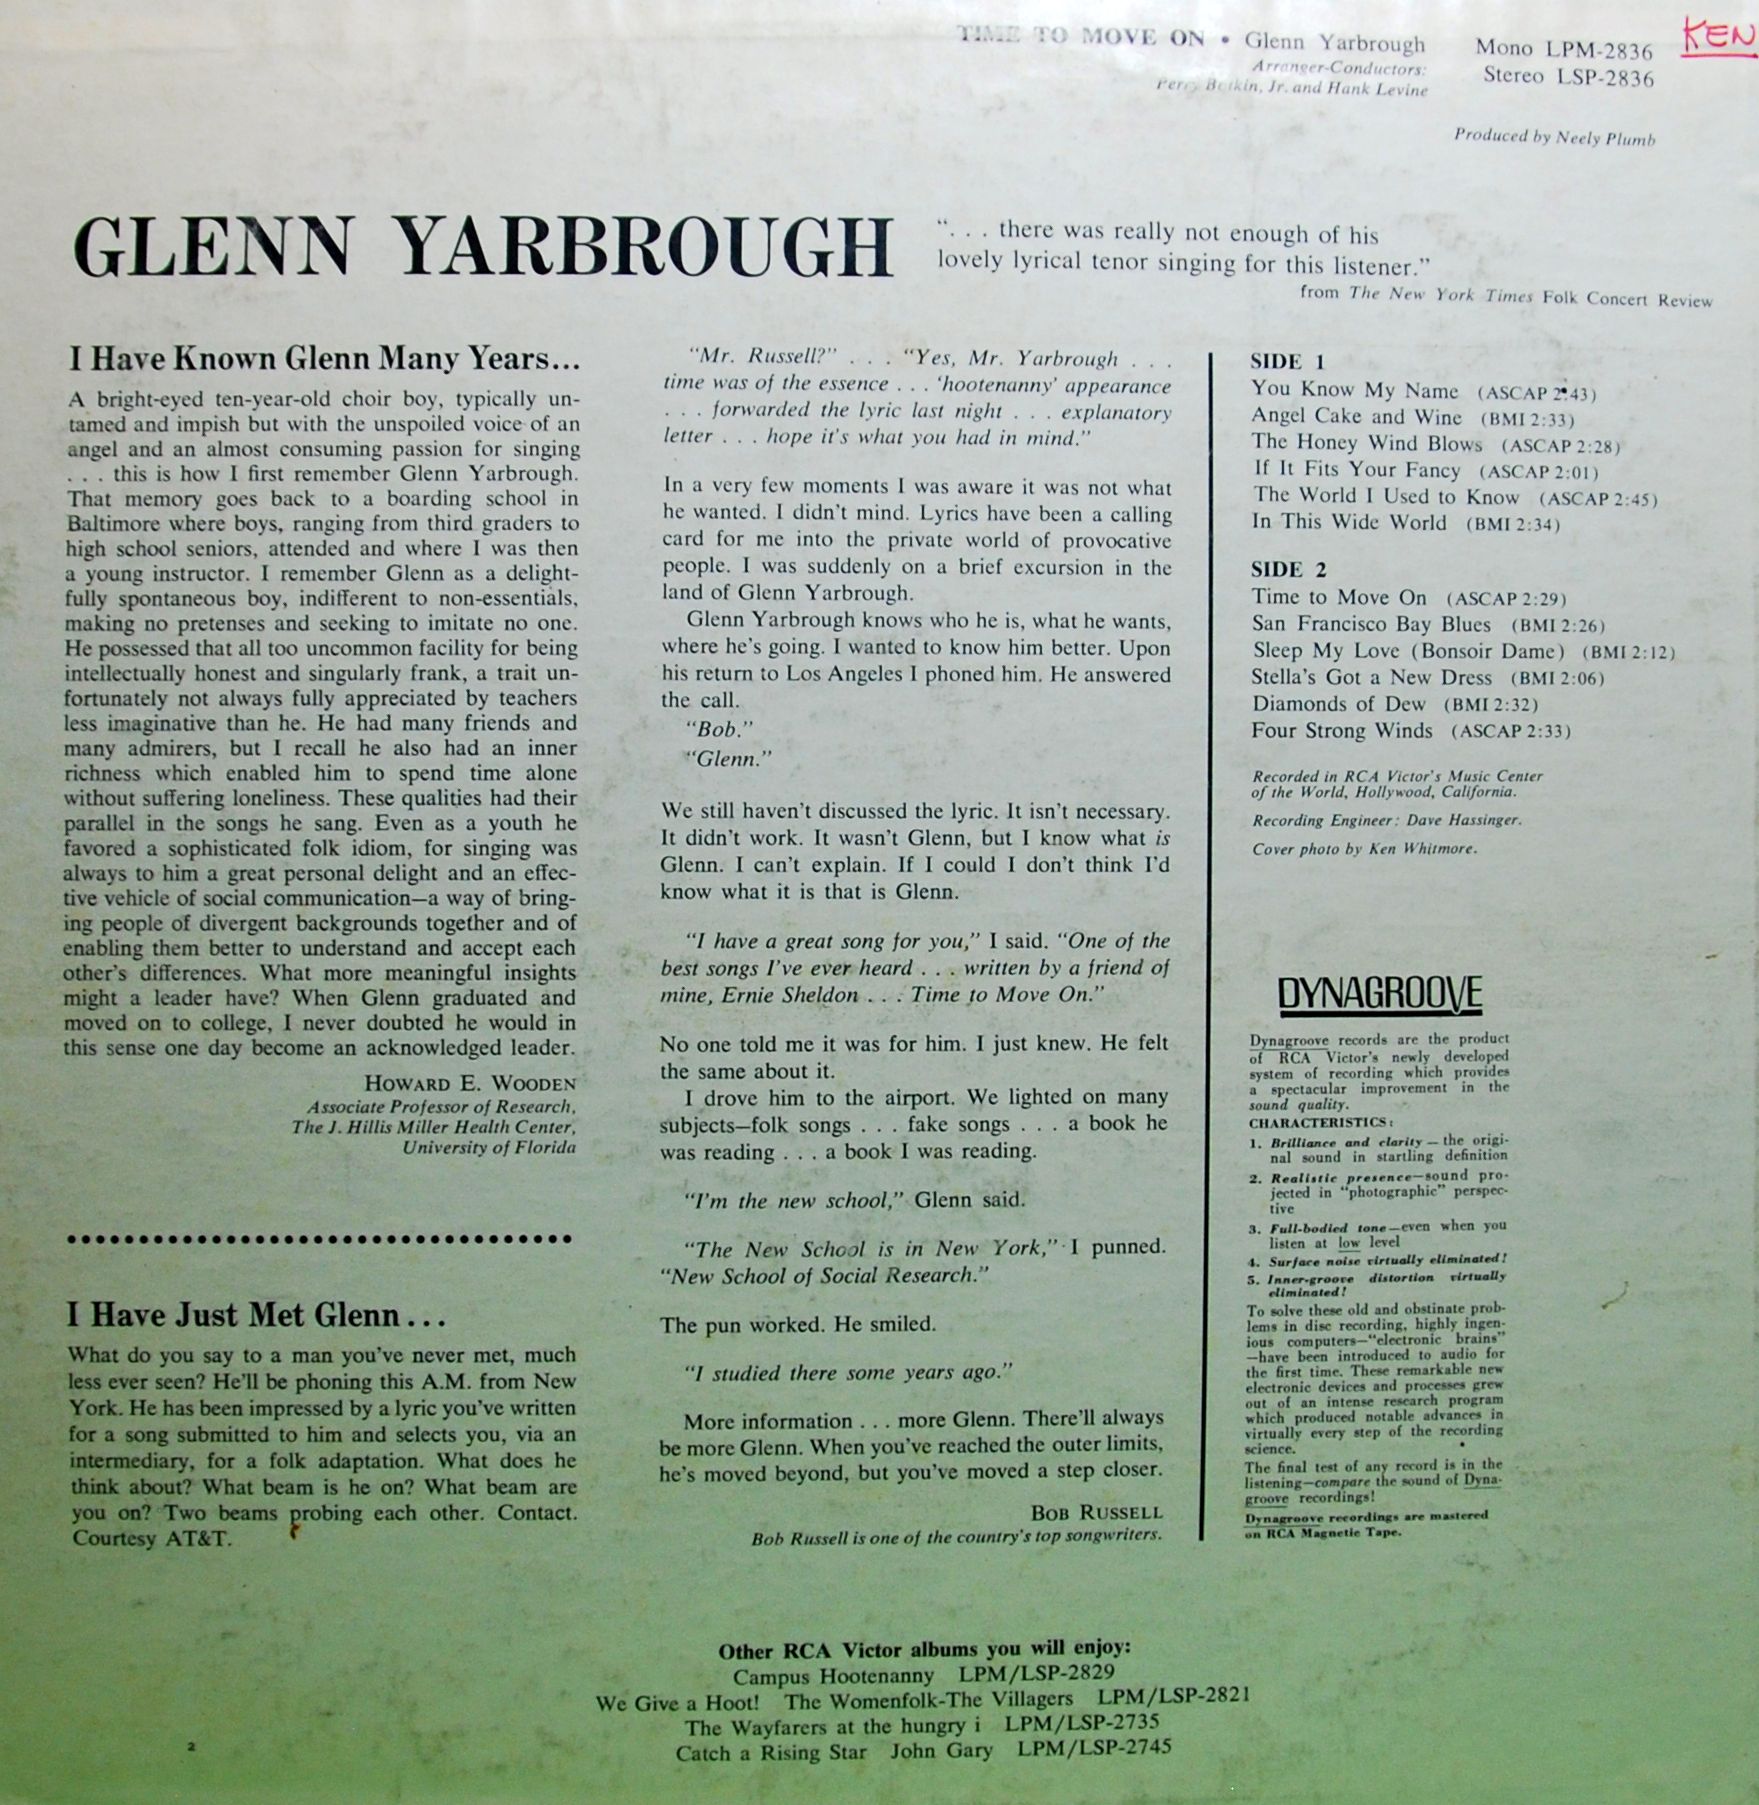 TIME TO MOVE ON • Glenn Yarbrough
Arranger-Conductors:
Perry Botkin, Jr. and Hank Levine
Mono LPM-2836
Stereo LSP-2836
KEN
Produced by Neely Plumb
GLENN YARBROUGH
“. . . there was really not enough of his
lovely lyrical tenor singing for this listener.”
from The New York Times Folk Concert Review
I Have Known Glenn Many Years...
A bright-eyed ten-year-old choir boy, typically un-
tamed and impish but with the unspoiled voice of an
angel and an almost consuming passion for singing
. . . this is how I first remember Glenn Yarbrough.
That memory goes back to a boarding school in
Baltimore where boys, ranging from third graders to
high school seniors, attended and where I was then
a young instructor. I remember Glenn as a delight-
fully spontaneous boy, indifferent to non-essentials,
making no pretenses and seeking to imitate no one.
He possessed that all too uncommon facility for being
intellectually honest and singularly frank, a trait un-
fortunately not always fully appreciated by teachers
less imaginative than he. He had many friends and
many admirers, but I recall he also had an inner
richness which enabled him to spend time alone
without suffering loneliness. These qualities had their
parallel in the songs he sang. Even as a youth he
favored a sophisticated folk idiom, for singing was
always to him a great personal delight and an effec-
tive vehicle of social communication—a way of bring-
ing people of divergent backgrounds together and of
enabling them better to understand and accept each
other's differences. What more meaningful insights
might a leader have? When Glenn graduated and
moved on to college, I never doubted he would in
this sense one day become an acknowledged leader.
HOWARD E. WOODEN
Associate Professor of Research,
The J. Hillis Miller Health Center,
University of Florida
I Have Just Met Glenn...
What do you say to a man you've never met, much
less ever seen? He'll be phoning this A.M. from New
York. He has been impressed by a lyric you've written
for a song submitted to him and selects you, via an
intermediary, for a folk adaptation. What does he
think about? What beam is he on? What beam are
you on? Two beams probing each other. Contact.
Courtesy AT&T.
“Mr. Russell?” . . . “Yes, Mr. Yarbrough . . .
time was of the essence . . . ‘hootenanny’ appearance
. . . forwarded the lyric last night . . . explanatory
letter . . . hope it's what you had in mind.”
In a very few moments I was aware it was not what
he wanted. I didn't mind. Lyrics have been a calling
card for me into the private world of provocative
people. I was suddenly on a brief excursion in the
land of Glenn Yarbrough.
Glenn Yarbrough knows who he is, what he wants,
where he's going. I wanted to know him better. Upon
his return to Los Angeles I phoned him. He answered
the call.
“Bob.”
“Glenn.”
We still haven't discussed the lyric. It isn't necessary.
It didn't work. It wasn't Glenn, but I know what is
Glenn. I can't explain. If I could I don't think I'd
know what it is that is Glenn.
“I have a great song for you,” I said. “One of the
best songs I've ever heard . . . written by a friend of
mine, Ernie Sheldon . . . Time to Move On.”
No one told me it was for him. I just knew. He felt
the same about it.
I drove him to the airport. We lighted on many
subjects—folk songs . . . fake songs . . . a book he
was reading . . . a book I was reading.
“I'm the new school,” Glenn said.
“The New School is in New York,” I punned.
“New School of Social Research.”
The pun worked. He smiled.
“I studied there some years ago.”
More information . . . more Glenn. There'll always
be more Glenn. When you've reached the outer limits,
he's moved beyond, but you've moved a step closer.
BOB RUSSELL
Bob Russell is one of the country's top songwriters.
SIDE 1
You Know My Name (ASCAP 2:43)
Angel Cake and Wine (BMI 2:33)
The Honey Wind Blows (ASCAP 2:28)
If It Fits Your Fancy (ASCAP 2:01)
The World I Used to Know (ASCAP 2:45)
In This Wide World (BMI 2:34)
SIDE 2
Time to Move On (ASCAP 2:29)
San Francisco Bay Blues (BMI 2:26)
Sleep My Love (Bonsoir Dame) (BMI 2:12)
Stella's Got a New Dress (BMI 2:06)
Diamonds of Dew (BMI 2:32)
Four Strong Winds (ASCAP 2:33)
Recorded in RCA Victor's Music Center
of the World, Hollywood, California.
Recording Engineer: Dave Hassinger.
Cover photo by Ken Whitmore.
DYNAGROOVE
Dynagroove records are the product
of RCA Victor's newly developed
system of recording which provides
a spectacular improvement in the
sound quality.
CHARACTERISTICS:
1. Brilliance and clarity — the origi-
nal sound in startling definition
2. Realistic presence—sound pro-
jected in “photographic” perspec-
tive
3. Full-bodied tone—even when you
listen at low level
4. Surface noise virtually eliminated!
5. Inner-groove distortion virtually
eliminated!
To solve these old and obstinate prob-
lems in disc recording, highly ingen-
ious computers—“electronic brains”
—have been introduced to audio for
the first time. These remarkable new
electronic devices and processes grew
out of an intense research program
which produced notable advances in
virtually every step of the recording
science.
The final test of any record is in the
listening—compare the sound of Dyna-
groove recordings!
Dynagroove recordings are mastered
on RCA Magnetic Tape.
Other RCA Victor albums you will enjoy:
Campus Hootenanny LPM/LSP-2829
We Give a Hoot! The Womenfolk-The Villagers LPM/LSP-2821
The Wayfarers at the hungry i LPM/LSP-2735
Catch a Rising Star John Gary LPM/LSP-2745
2